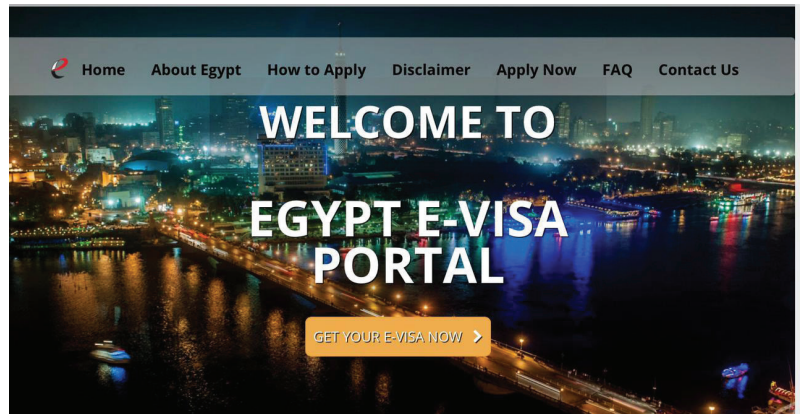 Home About Egypt How to Apply Disclaimer Apply Now FAQ Contact Us
WELCOME TO
EGYPT E-VISA
PORTAL
GET YOUR E-VISA NOW